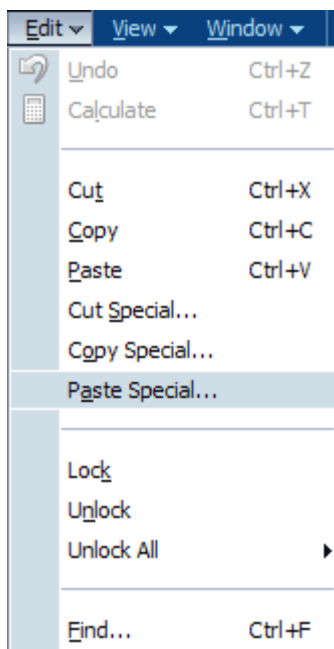 Edit View Window
Undo Ctrl+Z
Calculate Ctrl+T
Cut Ctrl+X
Copy Ctrl+C
Paste Ctrl+V
Cut Special...
Copy Special...
Paste Special...
Lock
Unlock
Unlock All
Find... Ctrl+F